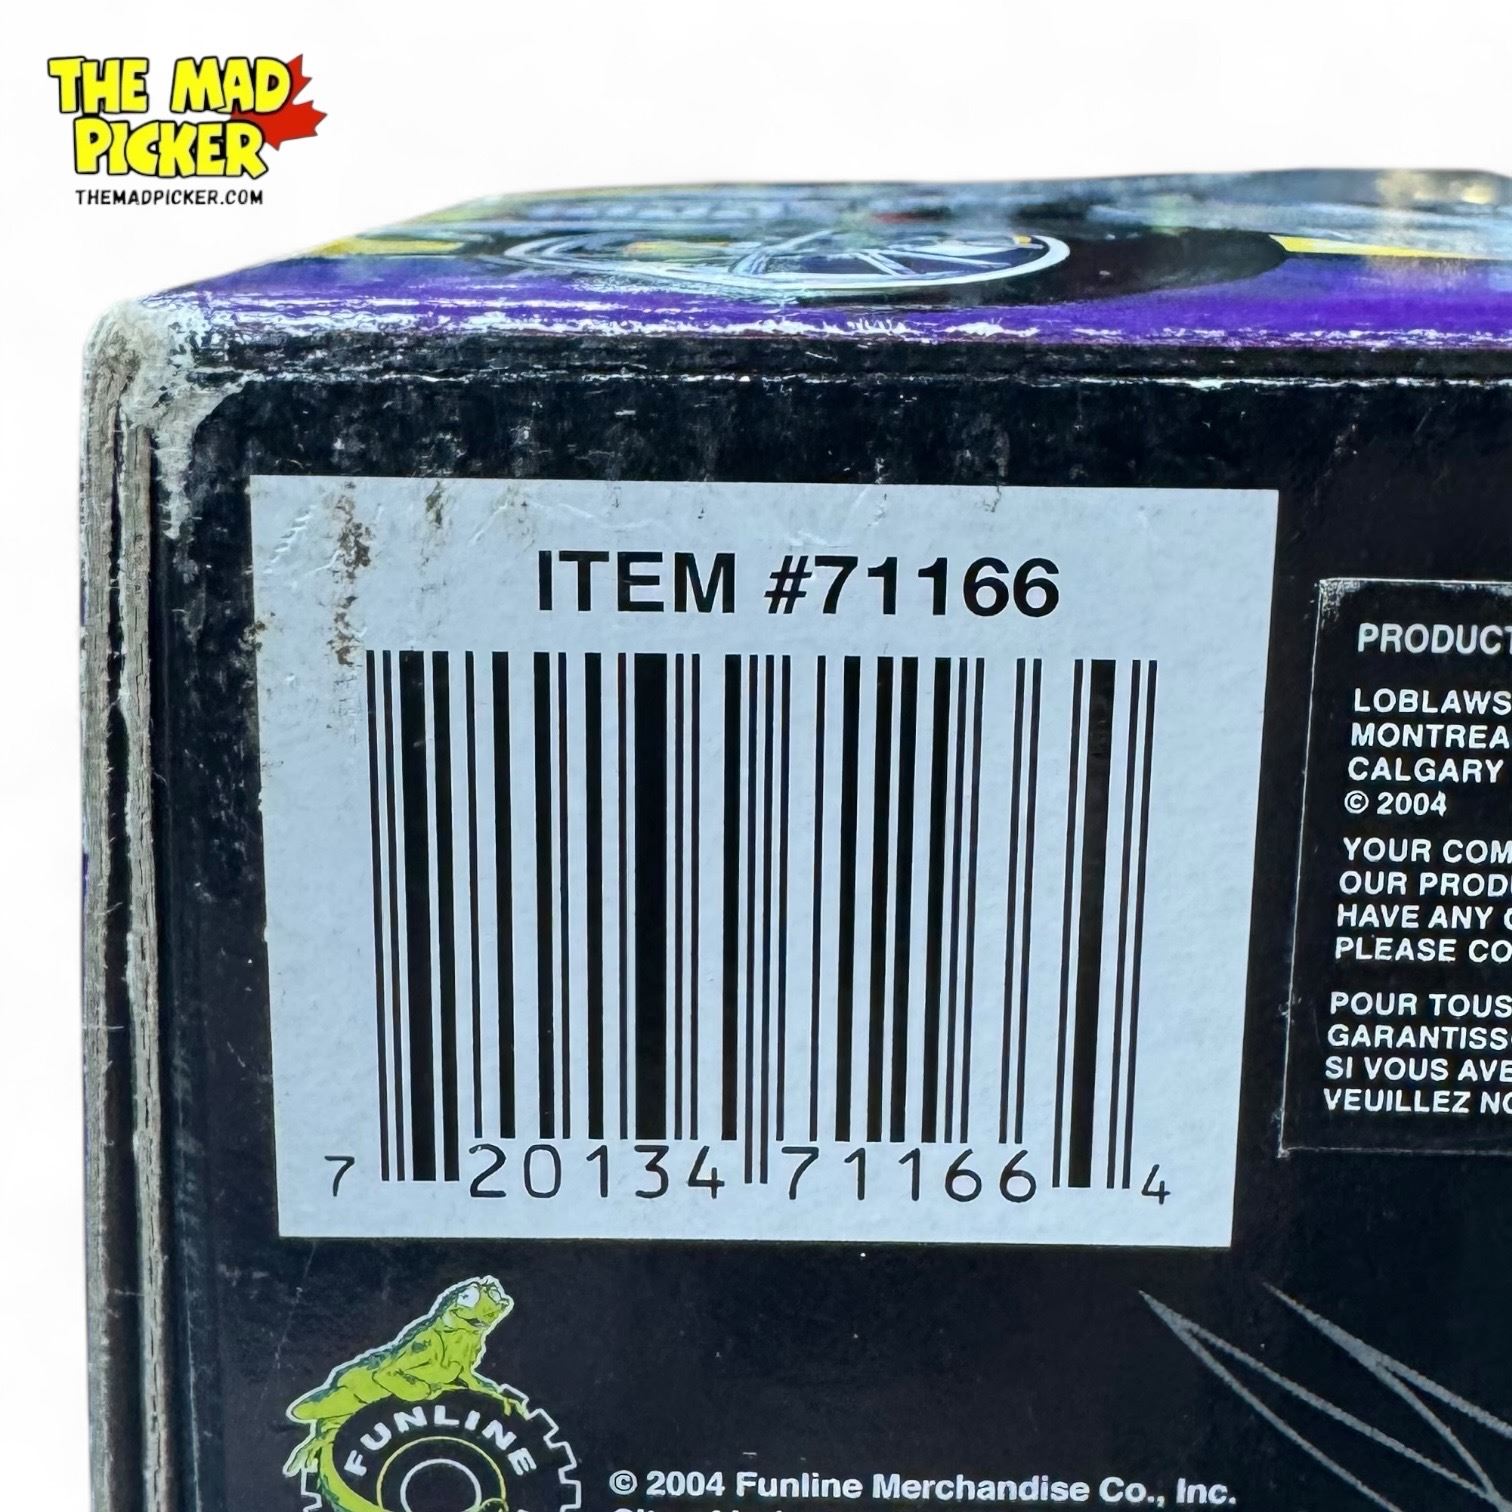 THE MAD
PICKER
THEMADPICKER.COM
ITEM #71166
7 20134 71166 4
PRODUCT
LOBLAWS
MONTREA
CALGARY
© 2004
YOUR COM
OUR PROD
HAVE ANY
PLEASE CO
POUR TOUS
GARANTISS
SI VOUS AVE
VEUILLEZ NO
FUNLINE
© 2004 Funline Merchandise Co., Inc.